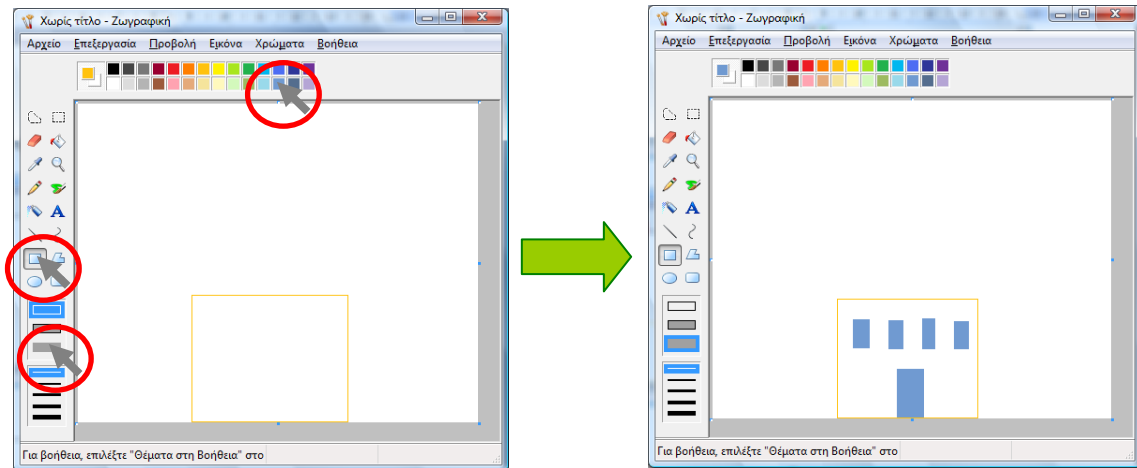 Χωρίς τίτλο - Ζωγραφική
Αρχείο Επεξεργασία Προβολή Εικόνα Χρώματα Βοήθεια
A
Για βοήθεια, επιλέξτε "Θέματα στη Βοήθεια" στο
Χωρίς τίτλο - Ζωγραφική
Αρχείο Επεξεργασία Προβολή Εικόνα Χρώματα Βοήθεια
A
Για βοήθεια, επιλέξτε "Θέματα στη Βοήθεια" στο